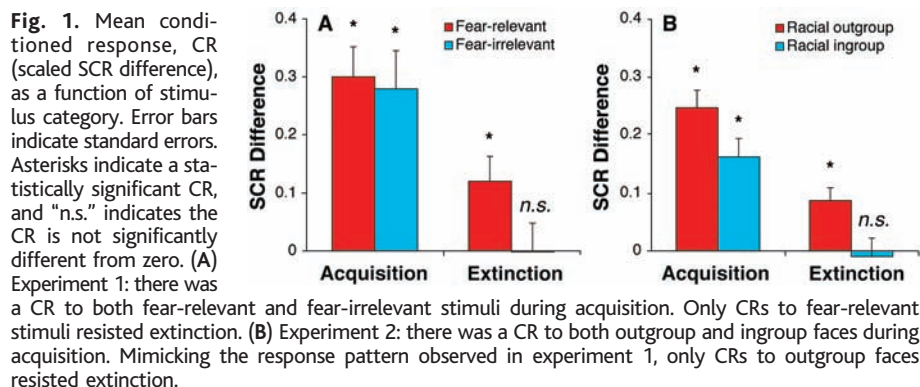 Fig. 1. Mean condi-
tioned response, CR
(scaled SCR difference),
as a function of stimu-
lus category. Error bars
indicate standard errors.
Asterisks indicate a sta-
tistically significant CR,
and "n.s." indicates the
CR is not significantly
different from zero. (A)
Experiment 1: there was
a CR to both fear-relevant and fear-irrelevant stimuli during acquisition. Only CRs to fear-relevant
stimuli resisted extinction. (B) Experiment 2: there was a CR to both outgroup and ingroup faces during
acquisition. Mimicking the response pattern observed in experiment 1, only CRs to outgroup faces
resisted extinction.
A
Fear-relevant
Fear-irrelevant
SCR Difference
0.4
0.3
0.2
0.1
0
* *
*
n.s.
Acquisition Extinction
B
Racial outgroup
Racial ingroup
SCR Difference
0.4
0.3
0.2
0.1
0
*
*
*
n.s.
Acquisition Extinction